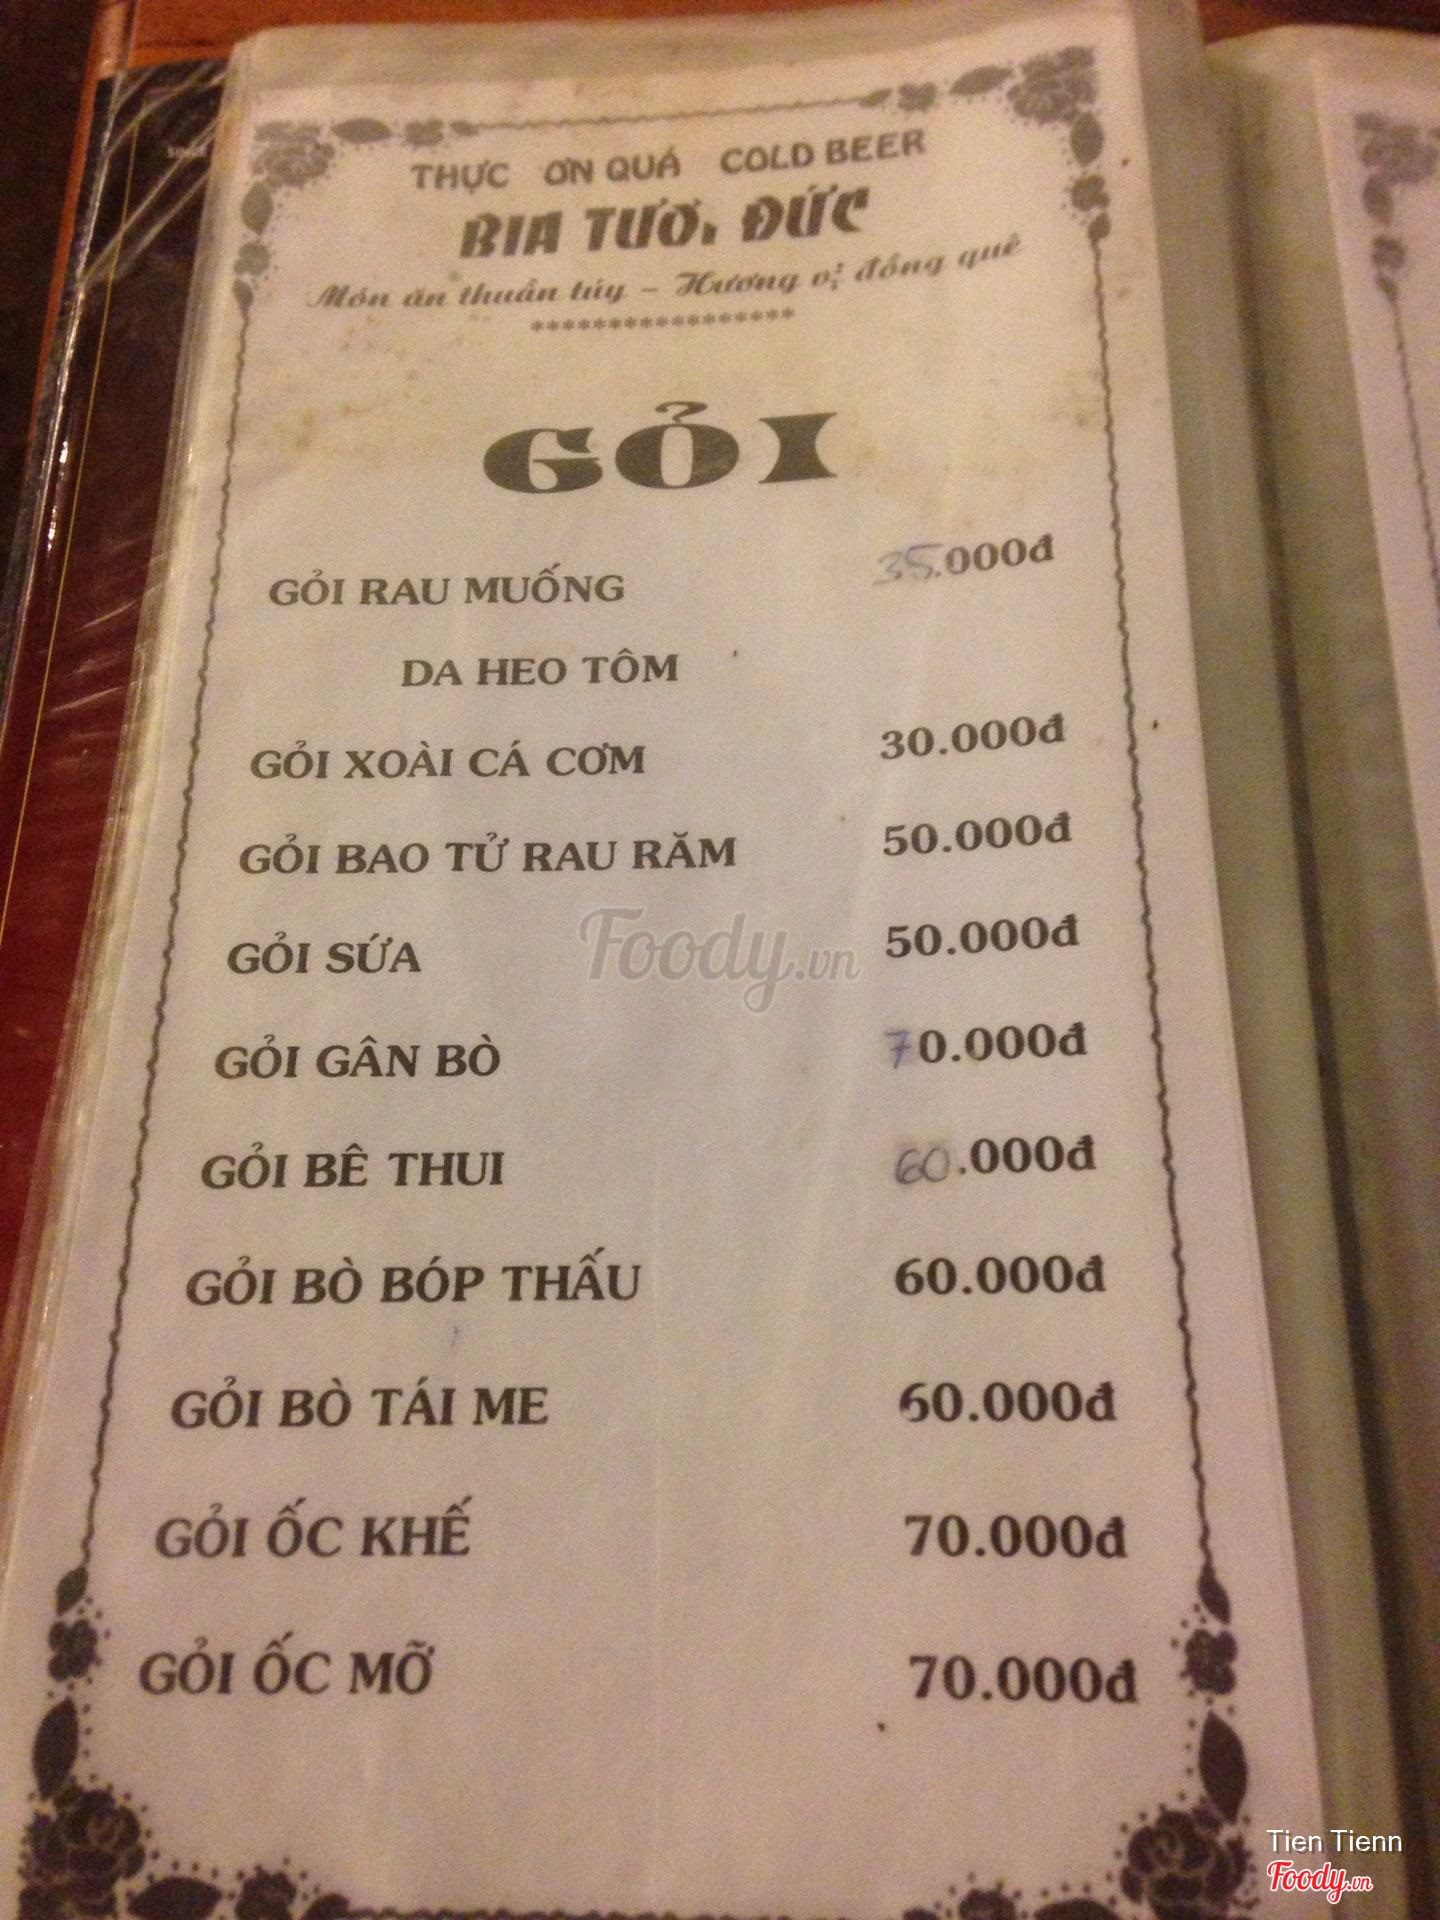 THỰC ƠN QUÁ COLD BEER
BIA TƯƠI ĐỨC
Món ăn thuần túy - Hương vị đồng quê
*****************
GỎI
GỎI RAU MUỐNG 35.000đ
DA HEO TÔM
GỎI XOÀI CÁ CƠM 30.000đ
GỎI BAO TỬ RAU RĂM 50.000đ
GỎI SỨA 50.000đ
GỎI GÂN BÒ 70.000đ
GỎI BÊ THUI 60.000đ
GỎI BÒ BÓP THẤU 60.000đ
GỎI BÒ TÁI ME 60.000đ
GỎI ỐC KHẾ 70.000đ
GỎI ỐC MỠ 70.000đ
Foody.vn
Tien Tienn
Foody.vn